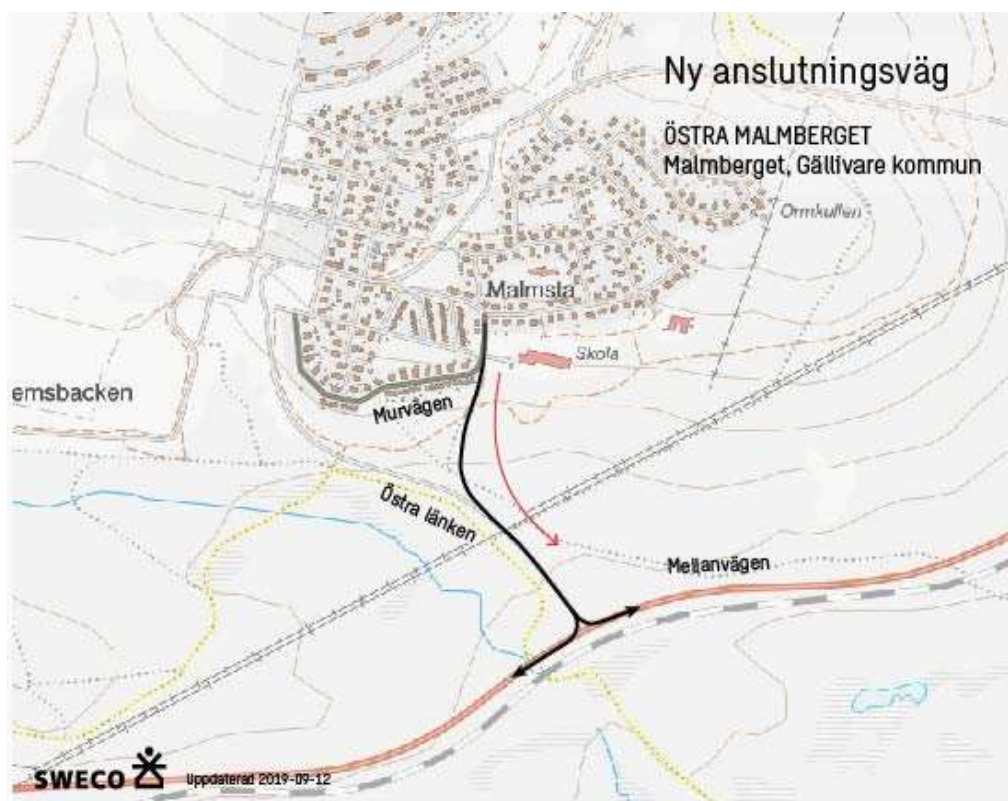 Ny anslutningsväg
ÖSTRA MALMBERGET
Malmberget, Gällivare kommun
Ormkullen
Malmsta
Skola
emsbacken
Murvägen
Östra länken
Mellanvägen
SWECO
Uppdaterad 2019-09-12